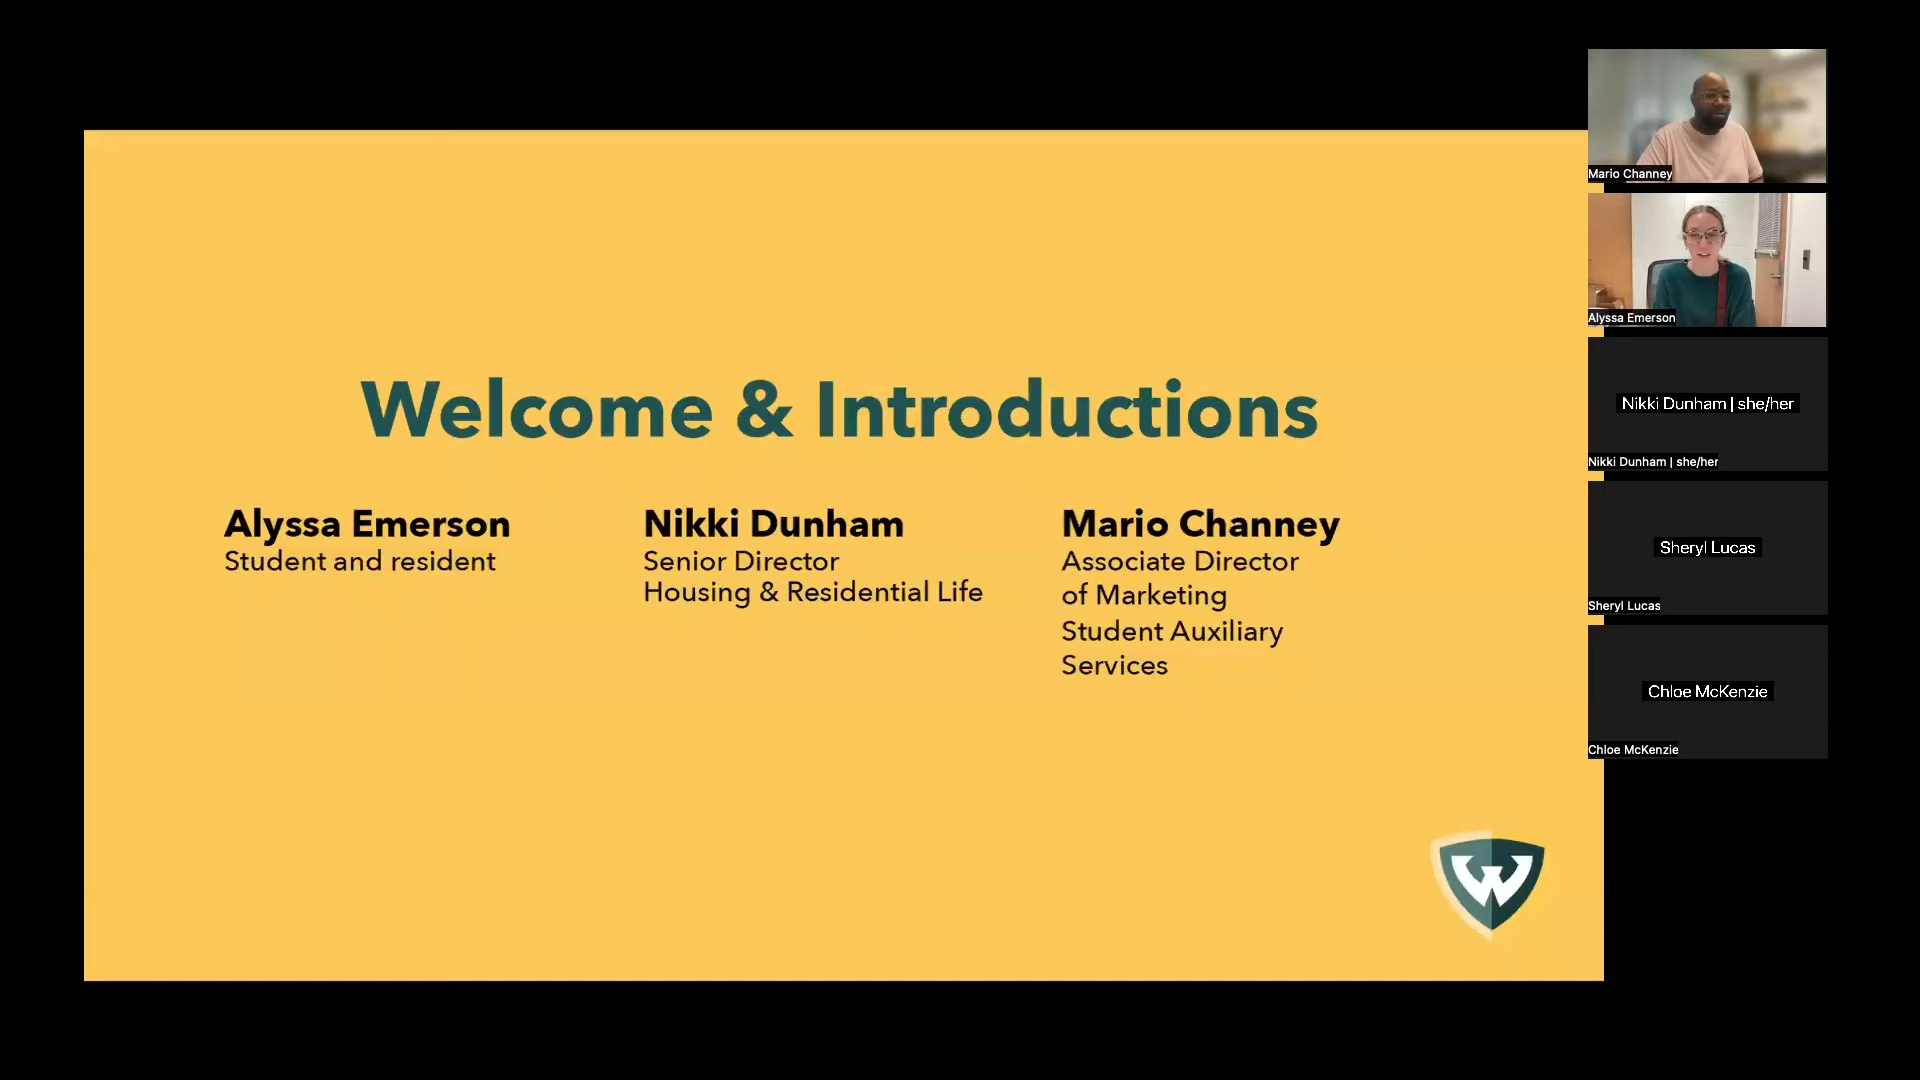 Welcome & Introductions
Alyssa Emerson
Student and resident
Nikki Dunham
Senior Director
Housing & Residential Life
Mario Channey
Associate Director
of Marketing
Student Auxiliary
Services
W
Mario Channey
Alyssa Emerson
Nikki Dunham | she/her
Nikki Dunham | she/her
Sheryl Lucas
Sheryl Lucas
Chloe McKenzie
Chloe McKenzie